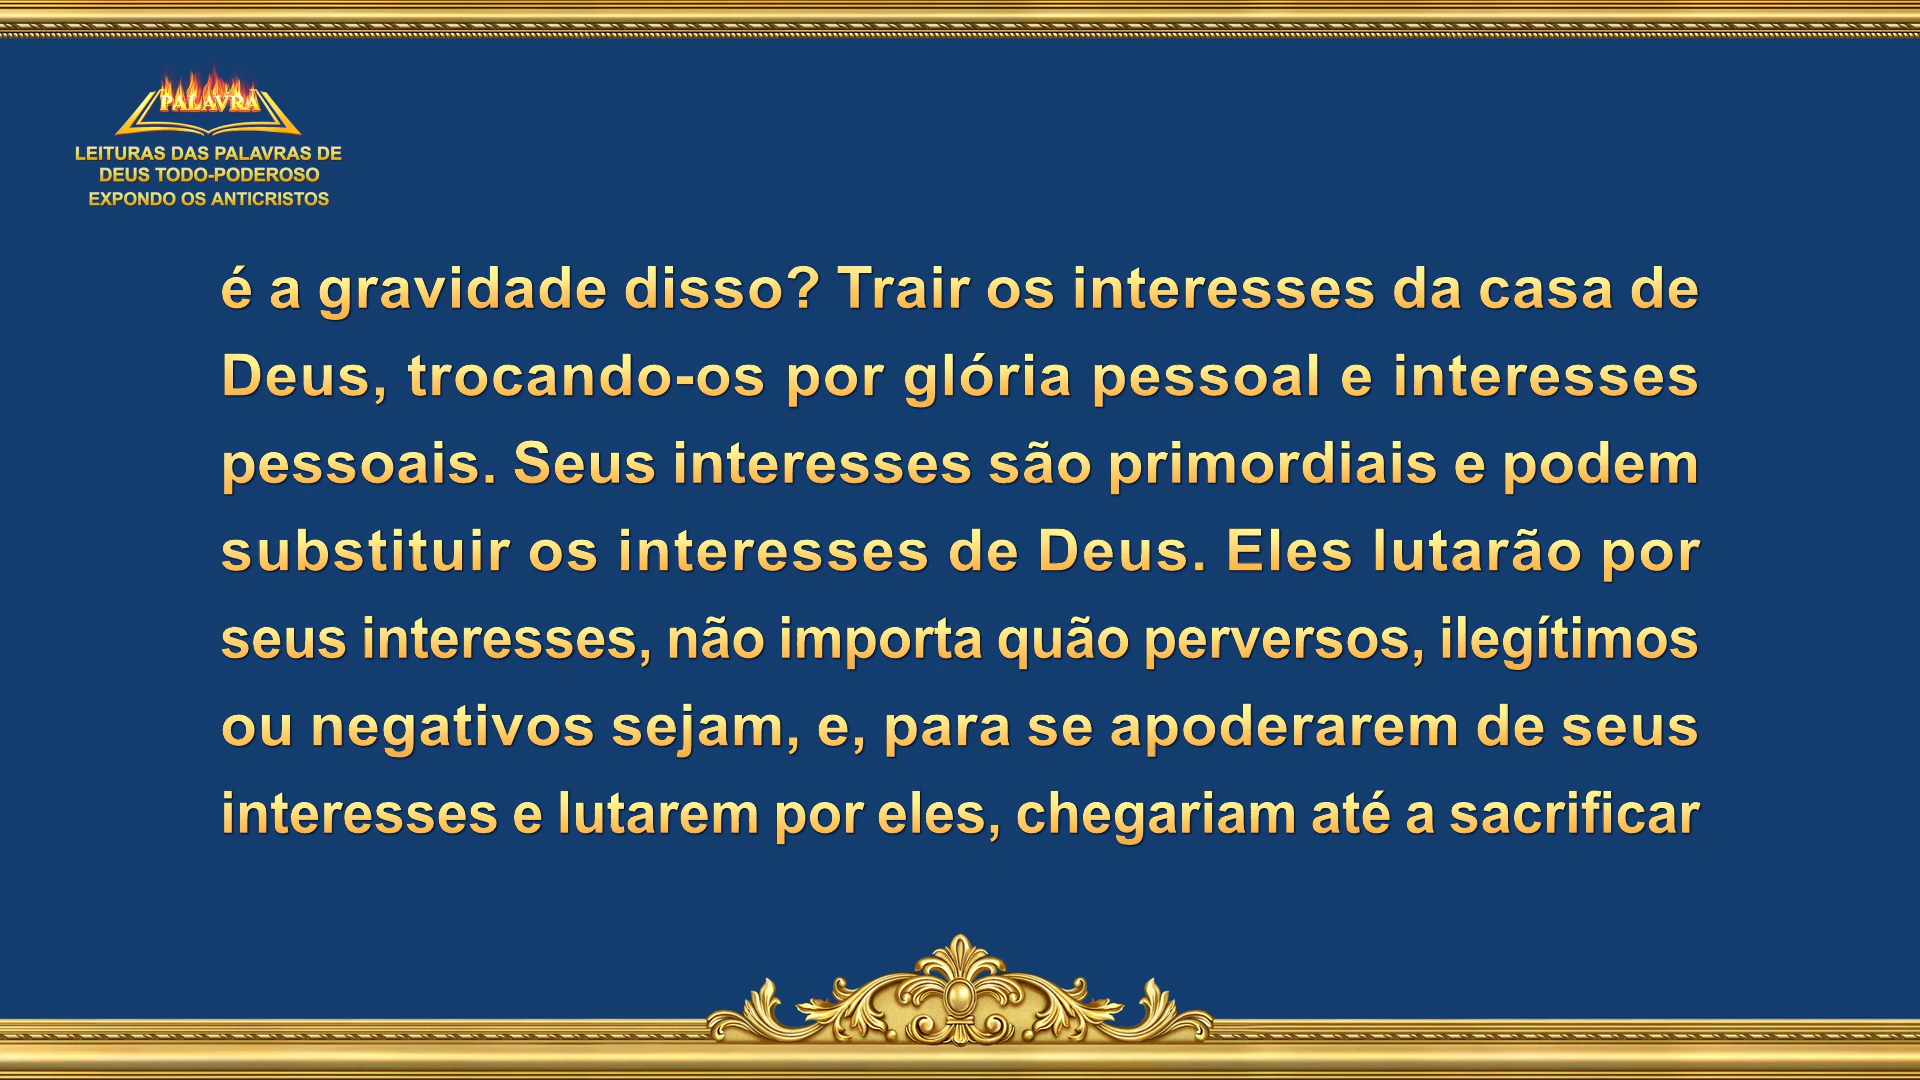 PALAVRA
LEITURAS DAS PALAVRAS DE
DEUS TODO-PODEROSO
EXPONDO OS ANTICRISTOS
é a gravidade disso? Trair os interesses da casa de
Deus, trocando-os por glória pessoal e interesses
pessoais. Seus interesses são primordiais e podem
substituir os interesses de Deus. Eles lutarão por
seus interesses, não importa quão perversos, ilegítimos
ou negativos sejam, e, para se apoderarem de seus
interesses e lutarem por eles, chegariam até a sacrificar